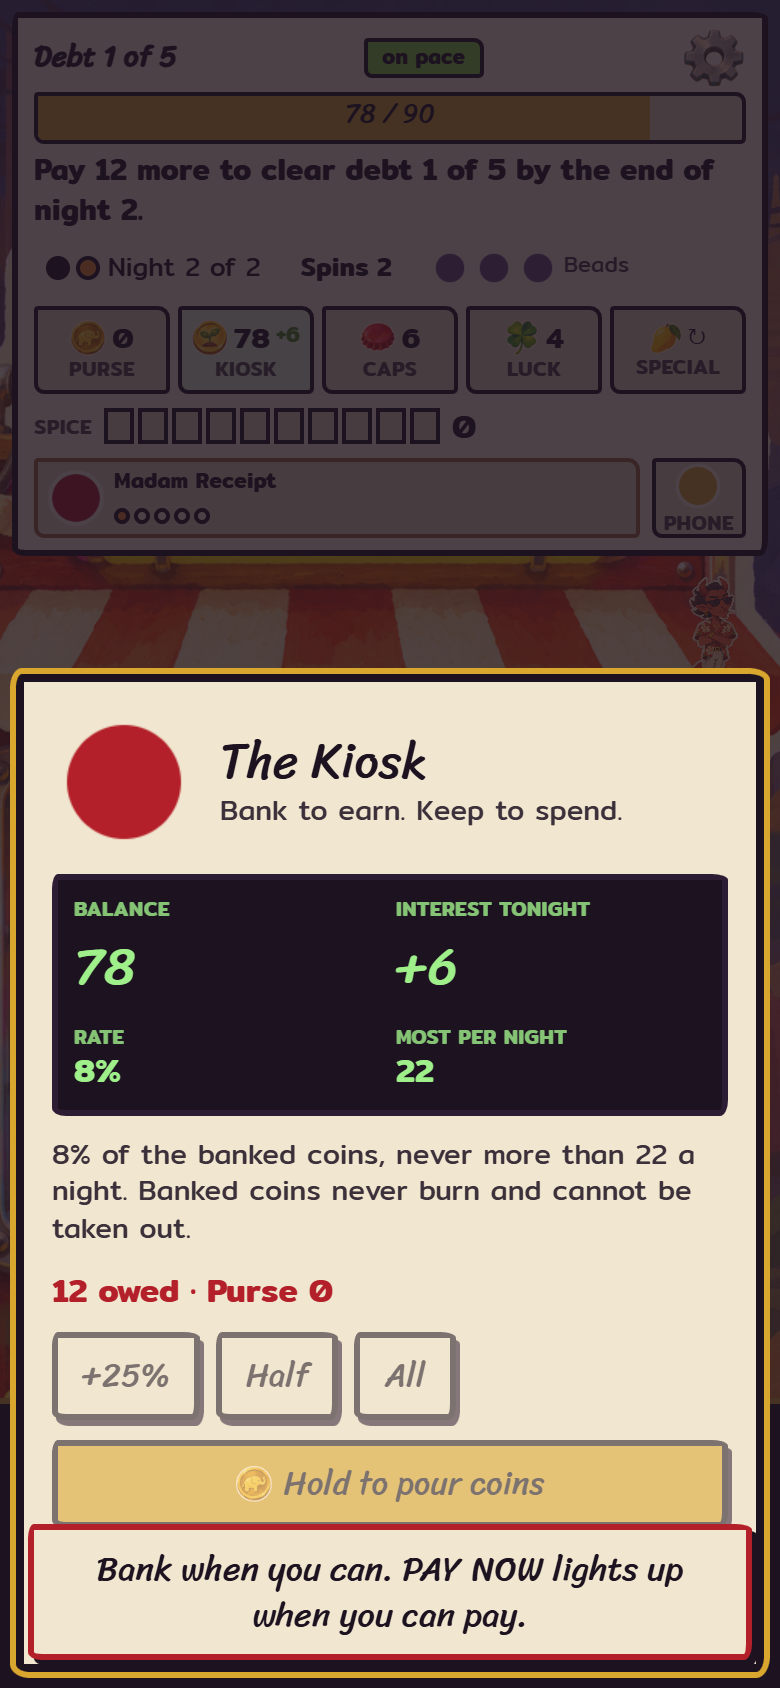 Debt 1 of 5
on pace
78 / 90
Pay 12 more to clear debt 1 of 5 by the end of
night 2.
Night 2 of 2 Spins 2 Beads
0 78 +6 6 4
PURSE KIOSK CAPS LUCK SPECIAL
SPICE 0
Madam Receipt
PHONE
The Kiosk
Bank to earn. Keep to spend.
BALANCE INTEREST TONIGHT
78 +6
RATE MOST PER NIGHT
8% 22
8% of the banked coins, never more than 22 a
night. Banked coins never burn and cannot be
taken out.
12 owed · Purse 0
+25% Half All
Hold to pour coins
Bank when you can. PAY NOW lights up
when you can pay.